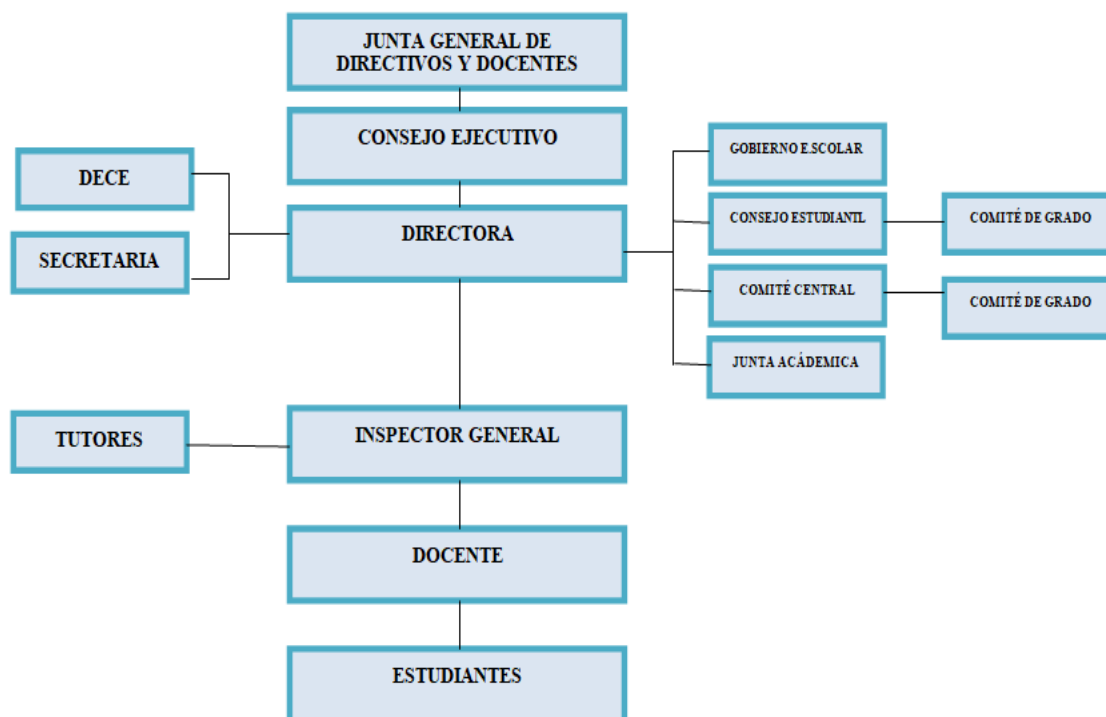 JUNTA GENERAL DE
DIRECTIVOS Y DOCENTES
CONSEJO EJECUTIVO
DECE
SECRETARIA
DIRECTORA
GOBIERNO E.SCOLAR
CONSEJO ESTUDIANTIL
COMITÉ DE GRADO
COMITÉ CENTRAL
COMITÉ DE GRADO
JUNTA ACÁDEMICA
TUTORES
INSPECTOR GENERAL
DOCENTE
ESTUDIANTES